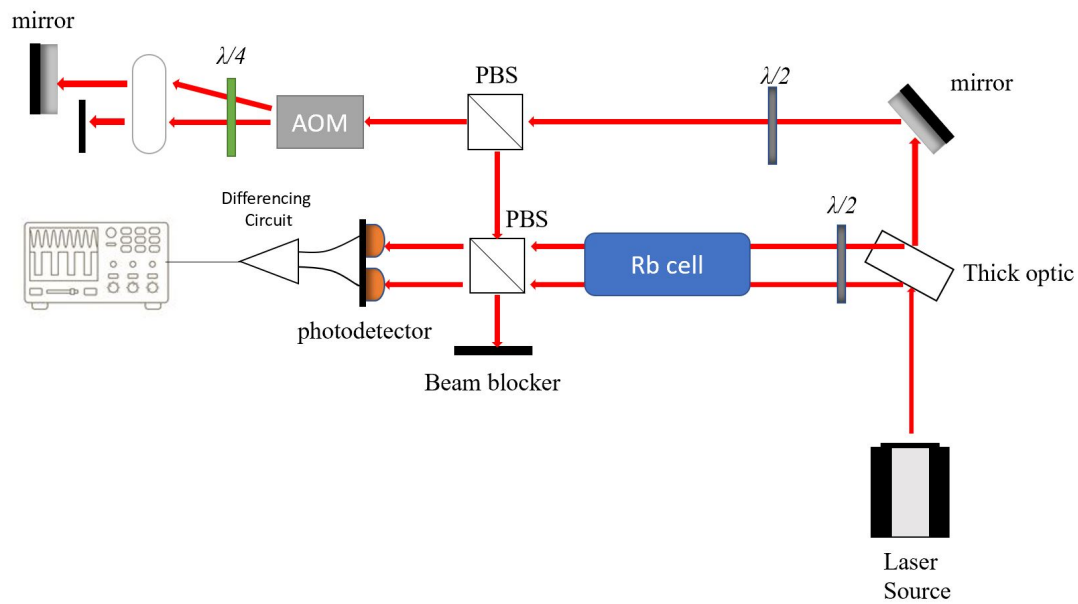 mirror
λ/4
PBS
λ/2
mirror
AOM
Differencing
Circuit
PBS
λ/2
Rb cell
Thick optic
photodetector
Beam blocker
Laser
Source